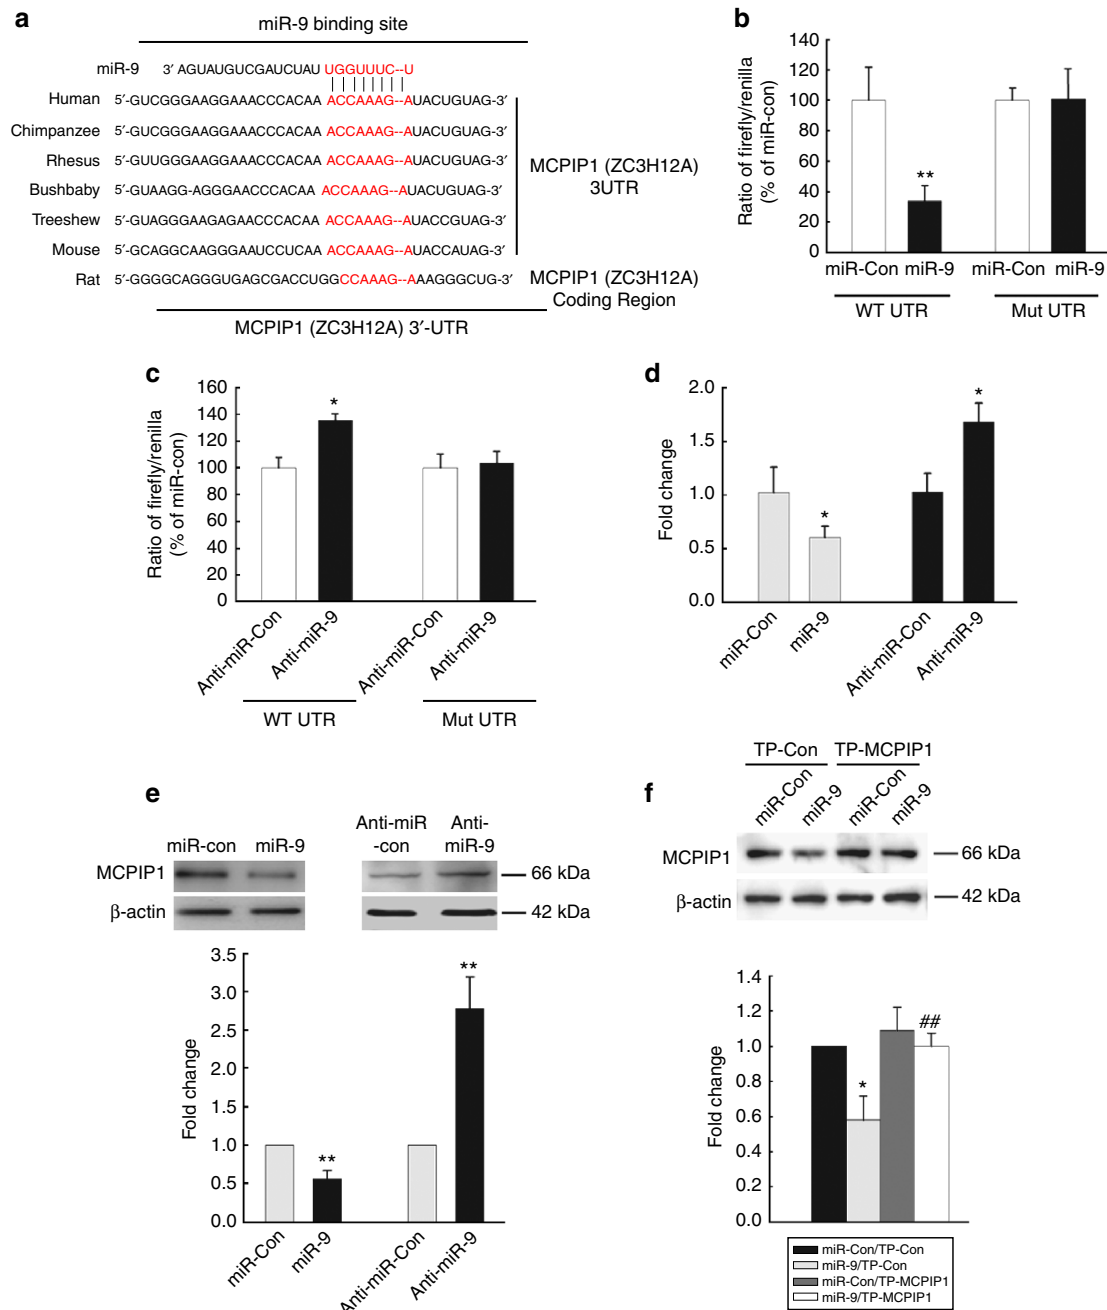 a
miR-9 binding site
miR-9 3′ AGUAUGUCGAUCUAU UGGUUUC--U
Human 5′-GUCGGGAAGGAAACCCACAA ACCAAAG--AUACUGUAG-3′
Chimpanzee 5′-GUCGGGAAGGAAACCCACAA ACCAAAG--AUACUGUAG-3′
Rhesus 5′-GUUGGGAAGGAAACCCACAA ACCAAAG--AUACUGUAG-3′
Bushbaby 5′-GUAAGG-AGGGAACCCACAA ACCAAAG--AUACUGUAG-3′
Treeshew 5′-GUAGGGAAGAGAACCCACAA ACCAAAG--AUACCGUAG-3′
Mouse 5′-GCAGGCAAGGGAAUCCUCAA ACCAAAG--AUACCAUAG-3′
Rat 5′-GGGGCAGGGUGAGCGACCUGGCCAAAG--AAAGGGCUG-3′
MCPIP1 (ZC3H12A)
3UTR
MCPIP1 (ZC3H12A)
Coding Region
MCPIP1 (ZC3H12A) 3′-UTR
b
Ratio of firefly/renilla
(% of miR-con)
140
120
100
80
60
40
20
0
**
miR-Con miR-9 miR-Con miR-9
WT UTR Mut UTR
c
Ratio of firefly/renilla
(% of miR-con)
160
140
120
100
80
60
40
20
0
*
Anti-miR-Con Anti-miR-9 Anti-miR-Con Anti-miR-9
WT UTR Mut UTR
d
Fold change
2.0
1.5
1.0
0.5
0.0
* *
miR-Con miR-9 Anti-miR-Con Anti-miR-9
e
miR-con miR-9
Anti-miR
-con
Anti-
miR-9
MCPIP1 66 kDa
β-actin 42 kDa
Fold change
3.5
3.0
2.5
2.0
1.0
0.5
0.0
** **
miR-Con miR-9 Anti-miR-Con Anti-miR-9
f
TP-Con TP-MCPIP1
miR-Con miR-9 miR-Con miR-9
MCPIP1 66 kDa
β-actin 42 kDa
Fold change
1.4
1.2
1.0
0.8
0.6
0.4
0.2
0.0
* ##
miR-Con/TP-Con
miR-9/TP-Con
miR-Con/TP-MCPIP1
miR-9/TP-MCPIP1